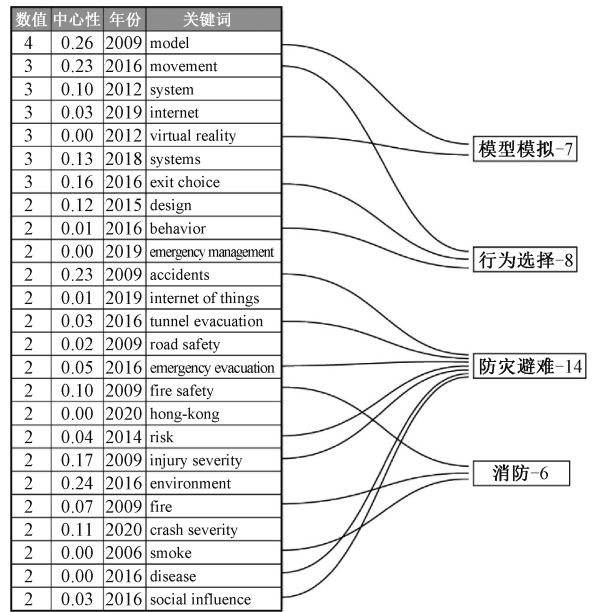 数值 中心性 年份 关键词
4 0.26 2009 model
3 0.23 2016 movement
3 0.10 2012 system
3 0.03 2019 internet
3 0.00 2012 virtual reality
3 0.13 2018 systems
3 0.16 2016 exit choice
2 0.12 2015 design
2 0.01 2016 behavior
2 0.00 2019 emergency management
2 0.23 2009 accidents
2 0.01 2019 internet of things
2 0.03 2016 tunnel evacuation
2 0.02 2009 road safety
2 0.05 2016 emergency evacuation
2 0.10 2009 fire safety
2 0.00 2020 hong-kong
2 0.04 2014 risk
2 0.17 2009 injury severity
2 0.24 2016 environment
2 0.07 2009 fire
2 0.11 2020 crash severity
2 0.00 2006 smoke
2 0.00 2016 disease
2 0.03 2016 social influence
模型模拟-7
行为选择-8
防灾避难-14
消防-6